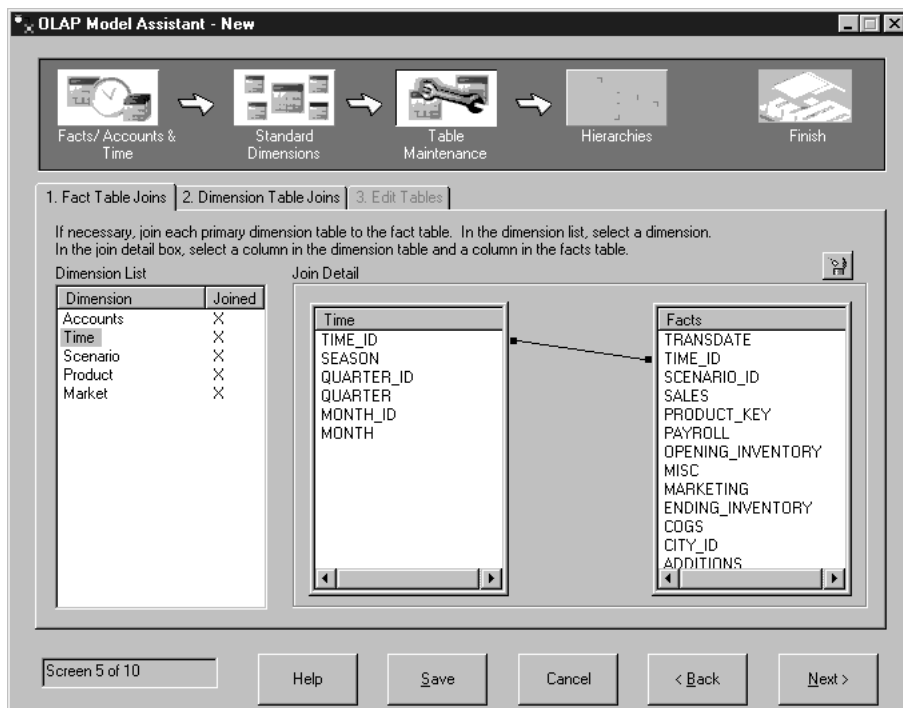 OLAP Model Assistant - New
Facts/ Accounts &
Time
Standard
Dimensions
Table
Maintenance
Hierarchies
Finish
1. Fact Table Joins
2. Dimension Table Joins
3. Edit Tables
If necessary, join each primary dimension table to the fact table. In the dimension list, select a dimension.
In the join detail box, select a column in the dimension table and a column in the facts table.
Dimension List
Dimension Joined
Accounts X
Time X
Scenario X
Product X
Market X
Join Detail
Time
TIME_ID
SEASON
QUARTER_ID
QUARTER
MONTH_ID
MONTH
Facts
TRANSDATE
TIME_ID
SCENARIO_ID
SALES
PRODUCT_KEY
PAYROLL
OPENING_INVENTORY
MISC
MARKETING
ENDING_INVENTORY
COGS
CITY_ID
ADDITIONS
Screen 5 of 10
Help
Save
Cancel
< Back
Next >